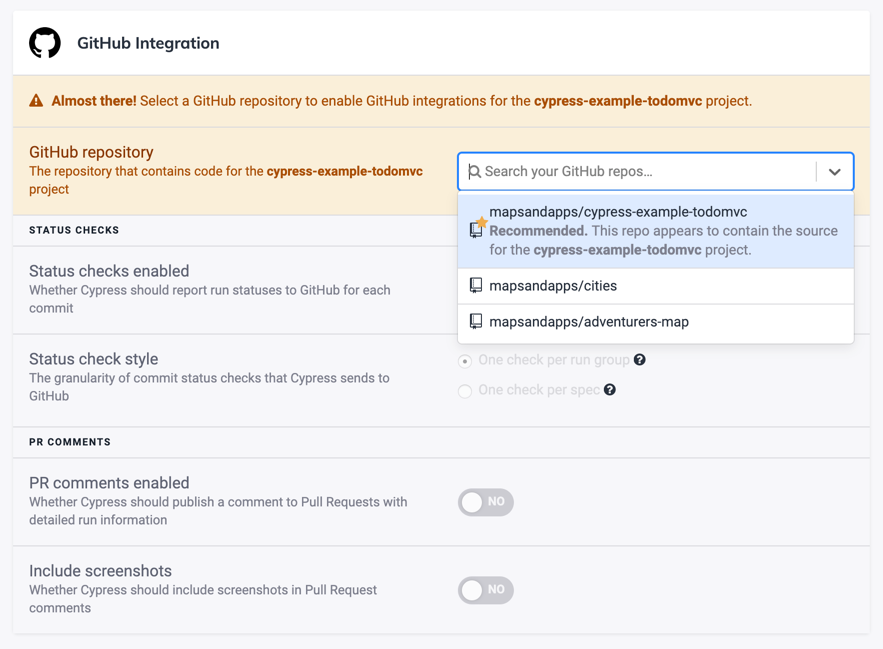 GitHub Integration
Almost there! Select a GitHub repository to enable GitHub integrations for the cypress-example-todomvc project.
GitHub repository
The repository that contains code for the cypress-example-todomvc
project
Search your GitHub repos...
mapsandapps/cypress-example-todomvc
Recommended. This repo appears to contain the source
for the cypress-example-todomvc project.
mapsandapps/cities
mapsandapps/adventurers-map
STATUS CHECKS
Status checks enabled
Whether Cypress should report run statuses to GitHub for each
commit
Status check style
The granularity of commit status checks that Cypress sends to
GitHub
One check per run group ?
One check per spec ?
PR COMMENTS
PR comments enabled
Whether Cypress should publish a comment to Pull Requests with
detailed run information
NO
Include screenshots
Whether Cypress should include screenshots in Pull Request
comments
NO